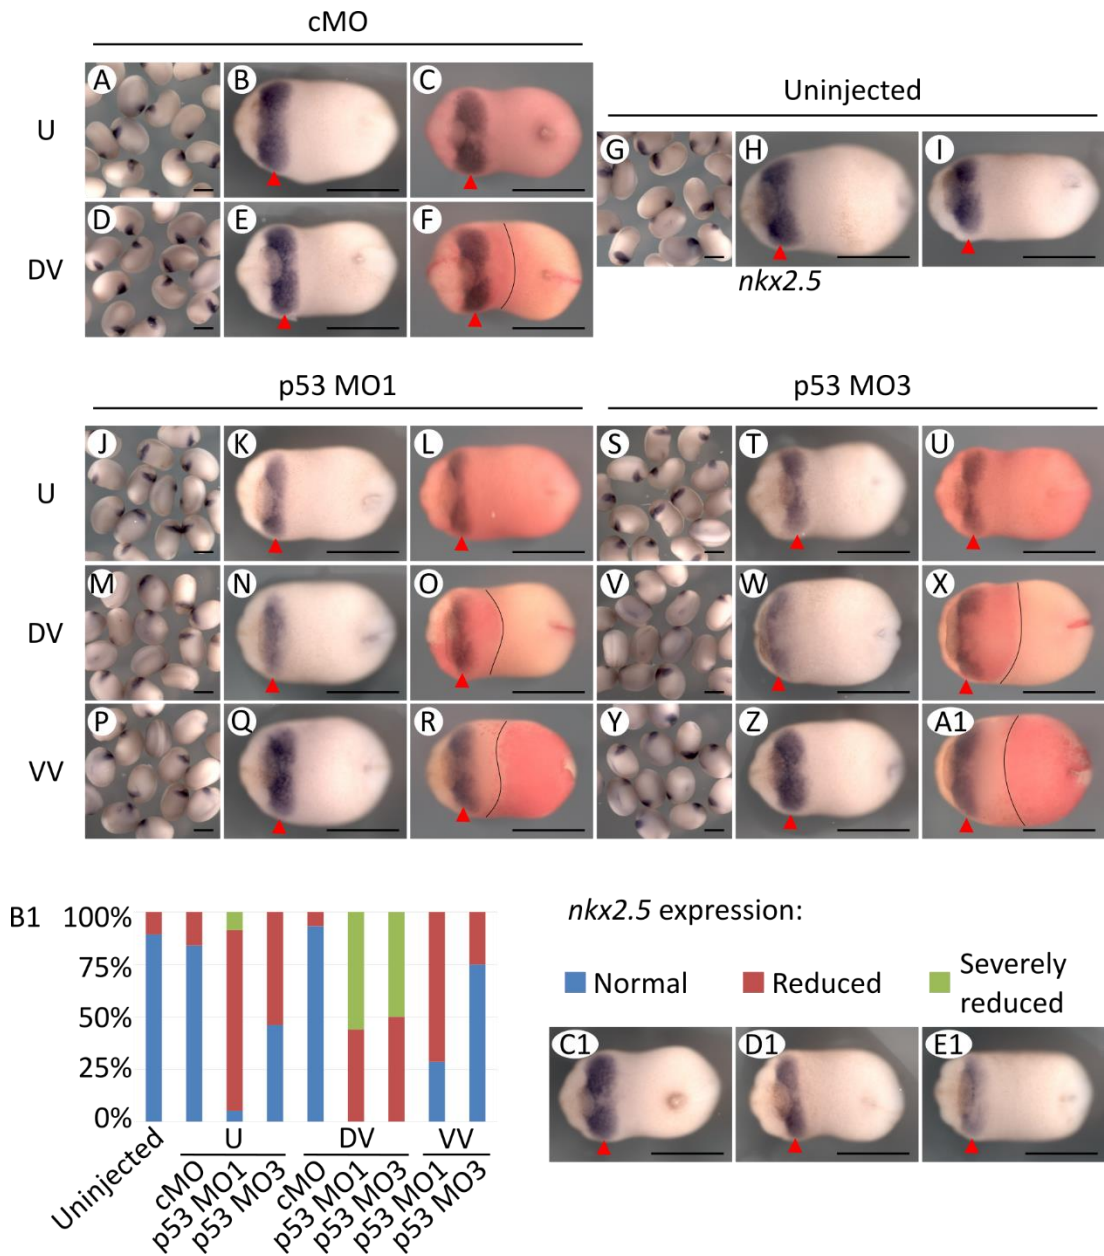 cMO
A B C
U
Uninjected
G H I
D E F
DV
nkx2.5
p53 MO1 p53 MO3
J K L S T U
U
M N O V W X
DV
P Q R Y Z A1
VV
B1 100%
75%
50%
25%
0%
Uninjected
U DV VV
cMO
p53 MO1
p53 MO3
cMO
p53 MO1
p53 MO3
p53 MO1
p53 MO3
nkx2.5 expression:
Normal Reduced Severely
reduced
C1 D1 E1